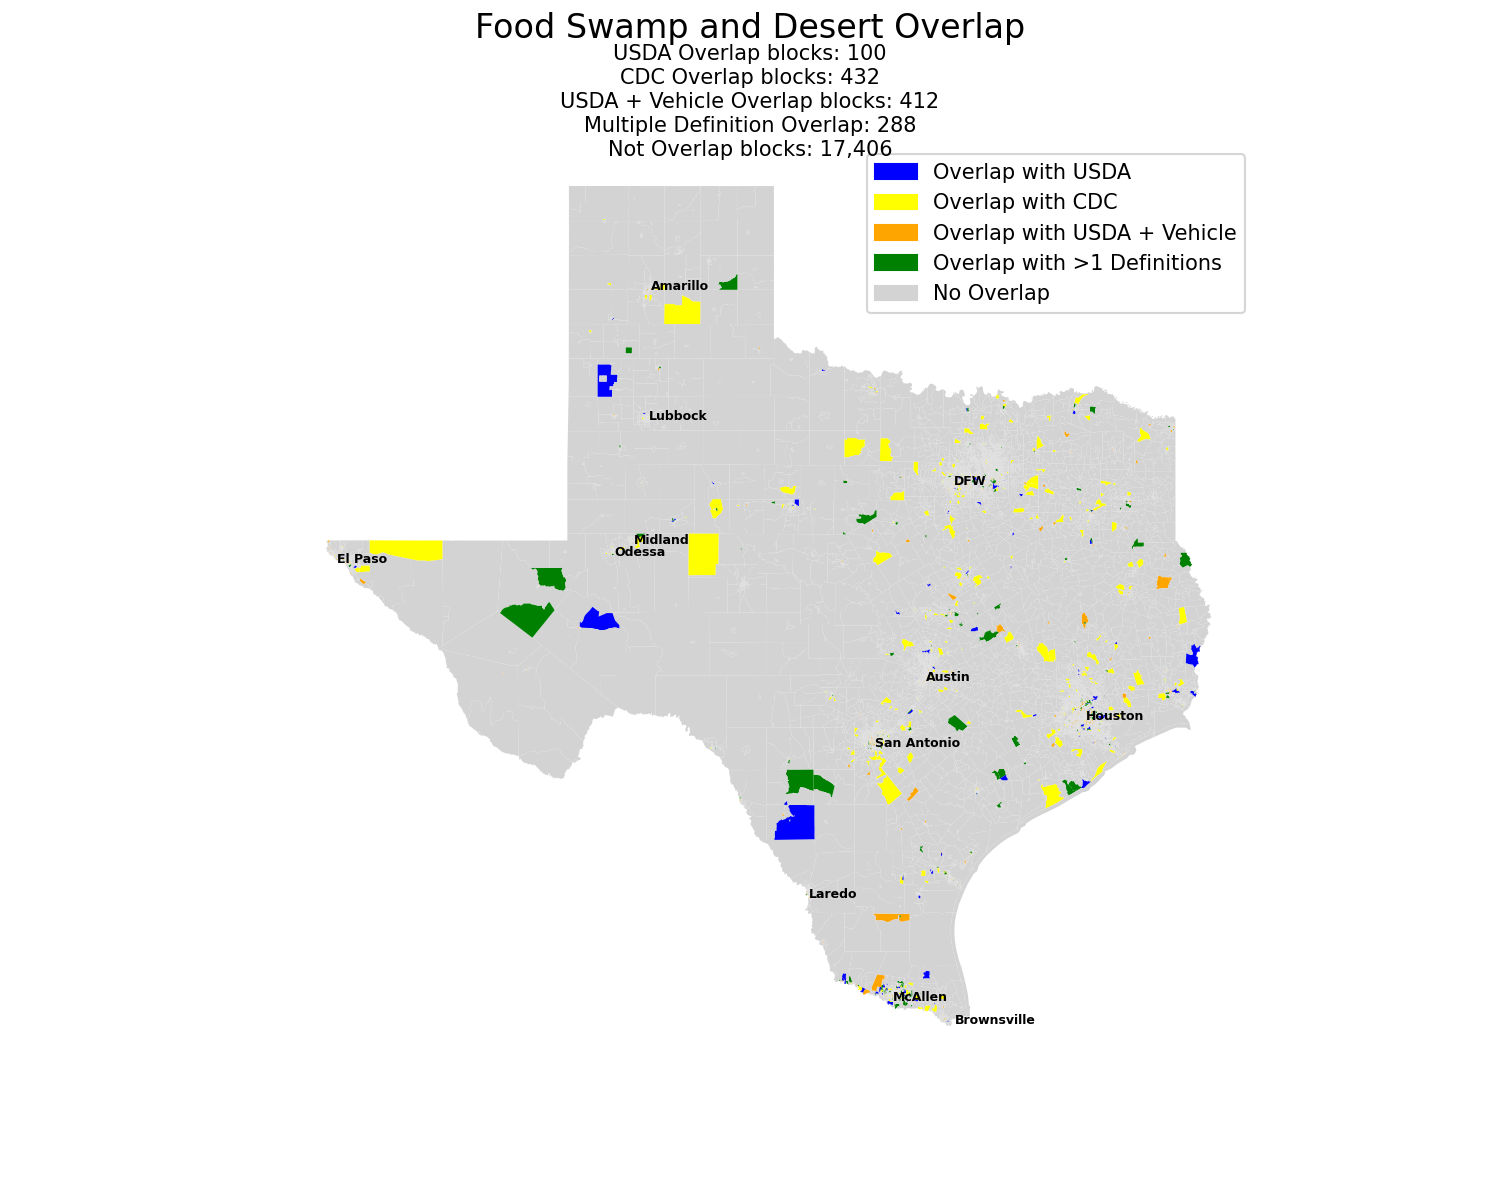 Food Swamp and Desert Overlap
USDA Overlap blocks: 100
CDC Overlap blocks: 432
USDA + Vehicle Overlap blocks: 412
Multiple Definition Overlap: 288
Not Overlap blocks: 17,406
Overlap with USDA
Overlap with CDC
Overlap with USDA + Vehicle
Overlap with >1 Definitions
No Overlap
Amarillo
Lubbock
DFW
Midland
Odessa
El Paso
Austin
Houston
San Antonio
Laredo
McAllen
Brownsville